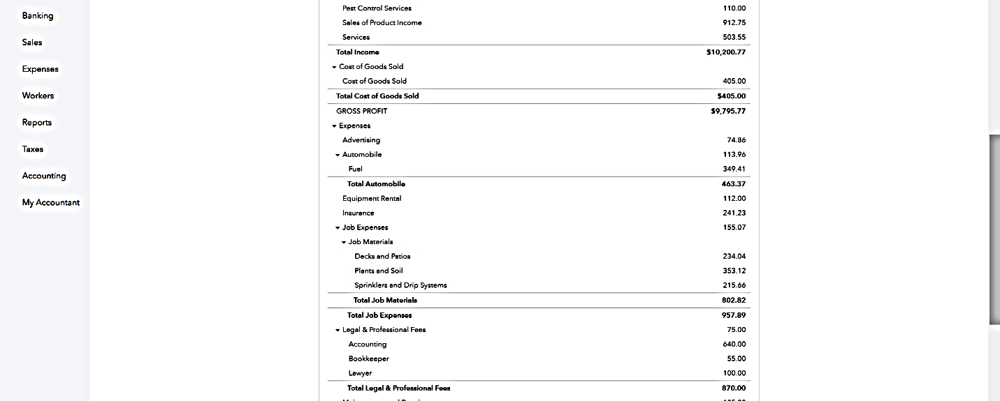 Banking
Sales
Expenses
Workers
Reports
Taxes
Accounting
My Accountant
Pest Control Services 110.00
Sales of Product Income 912.75
Services 503.55
Total Income $10,200.77
Cost of Goods Sold
Cost of Goods Sold 405.00
Total Cost of Goods Sold $405.00
GROSS PROFIT $9,795.77
Expenses
Advertising 74.86
Automobile 113.96
Fuel 349.41
Total Automobile 463.37
Equipment Rental 112.00
Insurance 241.23
Job Expenses 155.07
Job Materials
Decks and Patios 234.04
Plants and Soil 353.12
Sprinklers and Drip Systems 215.66
Total Job Materials 802.82
Total Job Expenses 957.89
Legal & Professional Fees 75.00
Accounting 640.00
Bookkeeper 55.00
Lawyer 100.00
Total Legal & Professional Fees 870.00